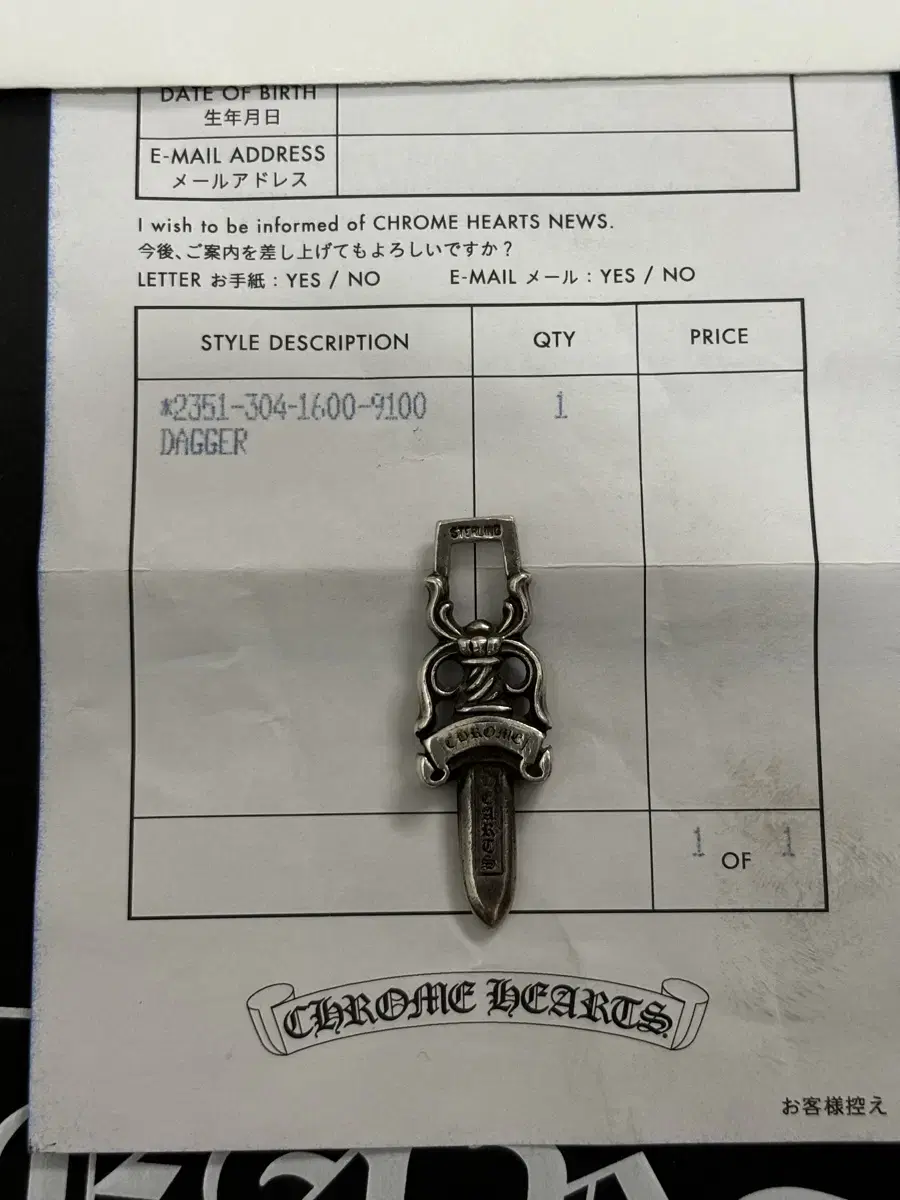 DATE OF BIRTH
生年月日
E-MAIL ADDRESS
メールアドレス
I wish to be informed of CHROME HEARTS NEWS.
今後、ご案内を差し上げてもよろしいですか？
LETTER お手紙 : YES / NO E-MAIL メール : YES / NO
STYLE DESCRIPTION QTY PRICE
*2351-304-1600-9100 1
DAGGER
STERLING
CHROME
HEARTS
1 OF 1
CHROME HEARTS
お客様控え